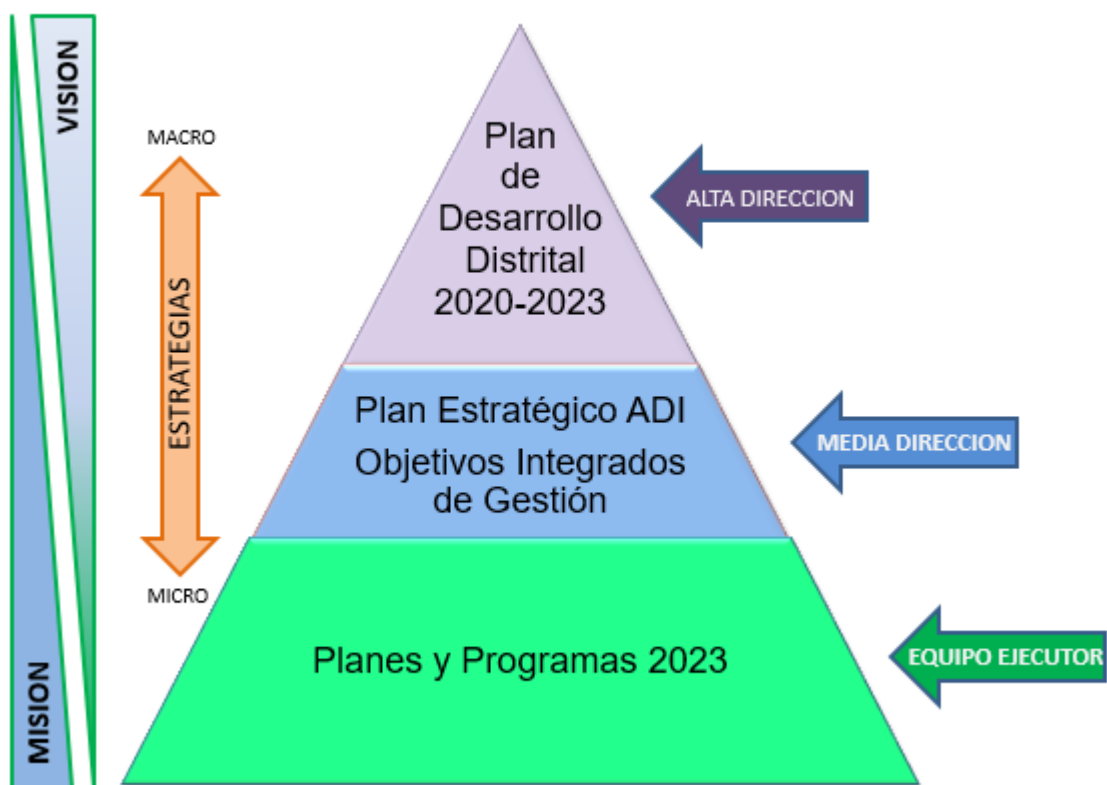 VISION
MISION
MACRO
ESTRATEGIAS
MICRO
Plan
de
Desarrollo
Distrital
2020-2023
ALTA DIRECCION
Plan Estratégico ADI
Objetivos Integrados
de Gestión
MEDIA DIRECCION
Planes y Programas 2023
EQUIPO EJECUTOR